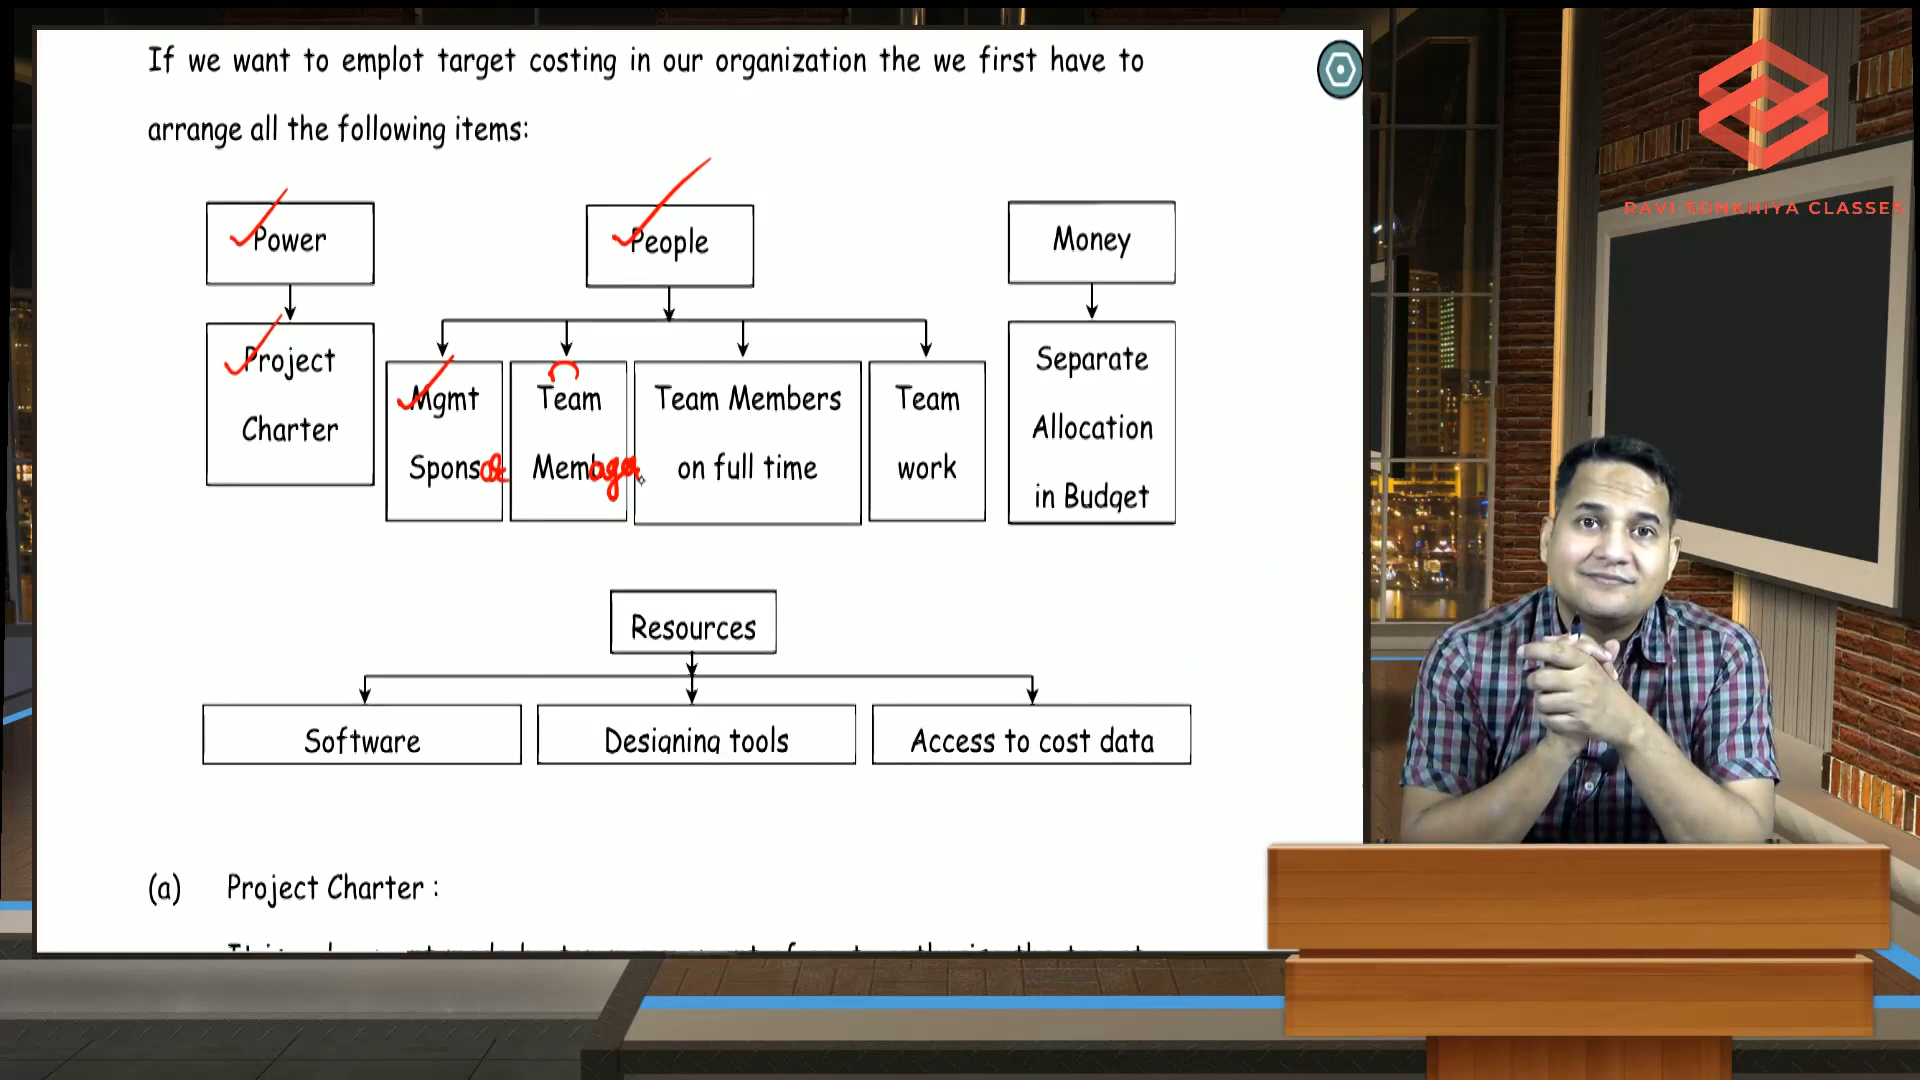 If we want to emplot target costing in our organization the we first have to
arrange all the following items:
Power
People
Money
Project
Charter
Mgmt
Spons
Team
Mem
Team Members
on full time
Team
work
Separate
Allocation
in Budget
Resources
Software
Designing tools
Access to cost data
(a) Project Charter :
RAVI SONKHIYA CLASSES